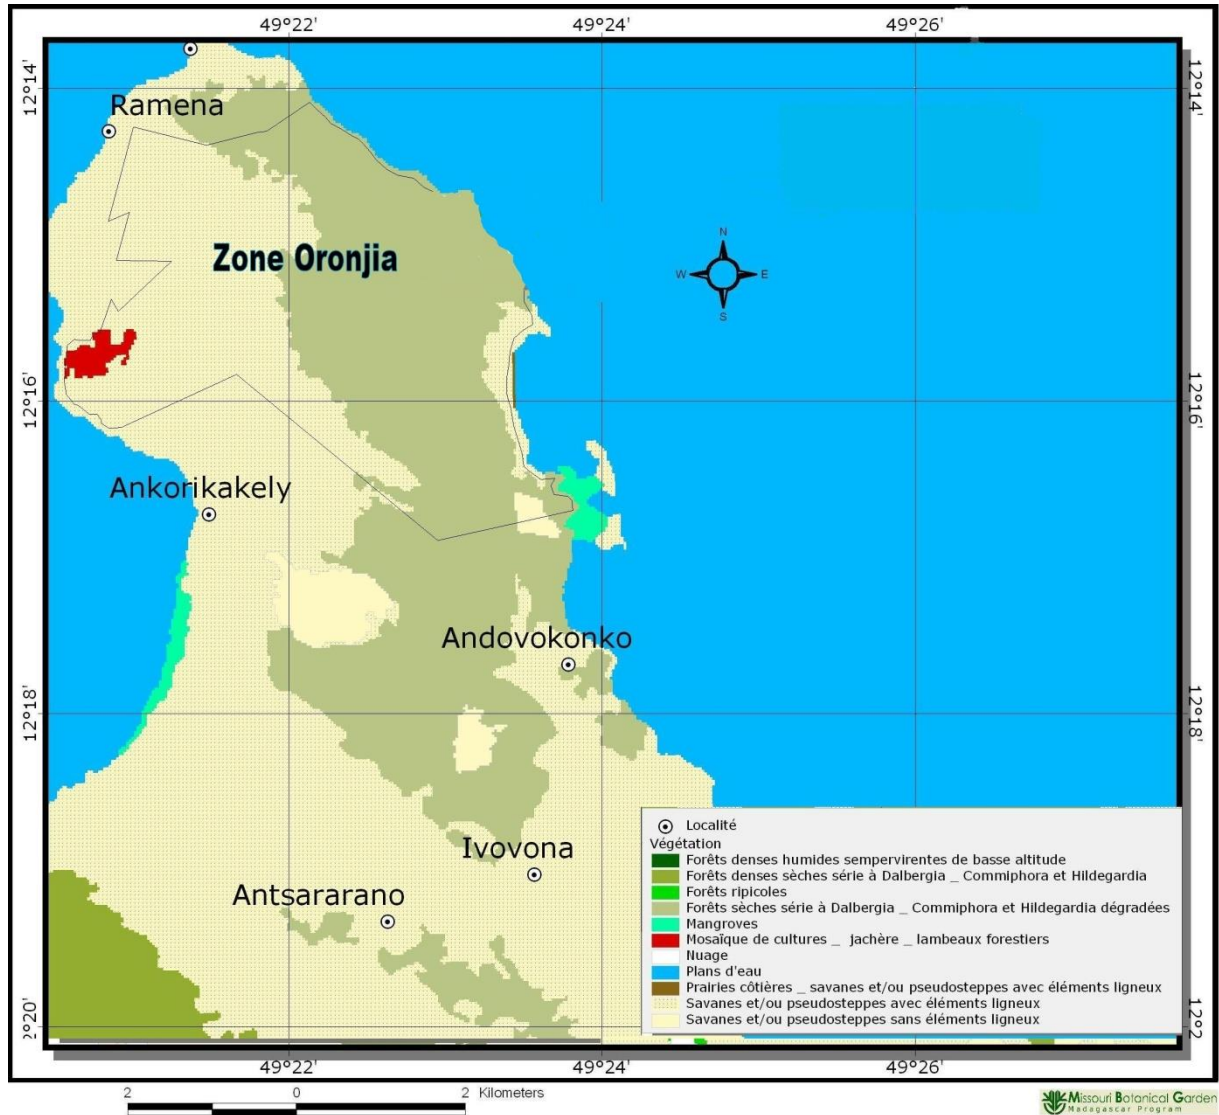 49°22'
49°24'
49°26'
12°14'
12°14'
Ramena
N
Zone Oronjia
W
E
S
12°16'
12°16'
Ankorikakely
Andovokonko
12°18'
12°18'
Localité
Végétation
Forêts denses humides sempervirentes de basse altitude
Forêts denses sèches série à Dalbergia _ Commiphora et Hildegardia
Forêts ripicoles
Forêts sèches série à Dalbergia _ Commiphora et Hildegardia dégradées
Mangroves
Mosaïque de cultures _ jachère _ lambeaux forestiers
Nuage
Plans d'eau
Prairies côtières _ savanes et/ou pseudosteppes avec éléments ligneux
Savanes et/ou pseudosteppes avec éléments ligneux
Savanes et/ou pseudosteppes sans éléments ligneux
Ivovona
Antsararano
2°20'
12°2
49°22'
49°24'
49°26'
2 0 2 Kilometers
Missouri Botanical Garden
Madagascar Program